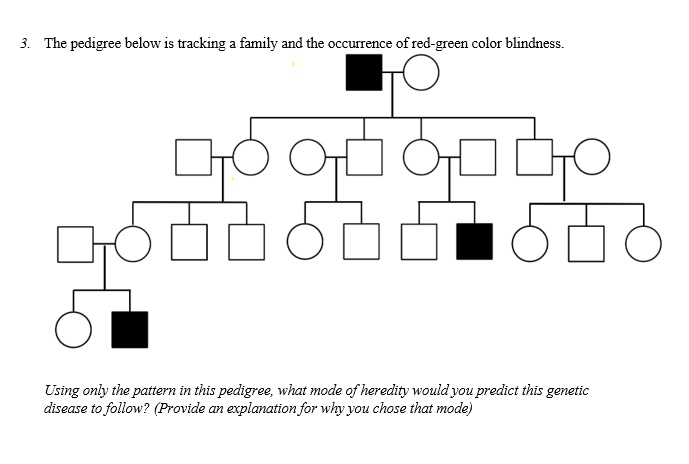 3. The pedigree below is tracking a family and the occurrence of red-green color blindness.
Using only the pattern in this pedigree, what mode of heredity would you predict this genetic
disease to follow? (Provide an explanation for why you chose that mode)